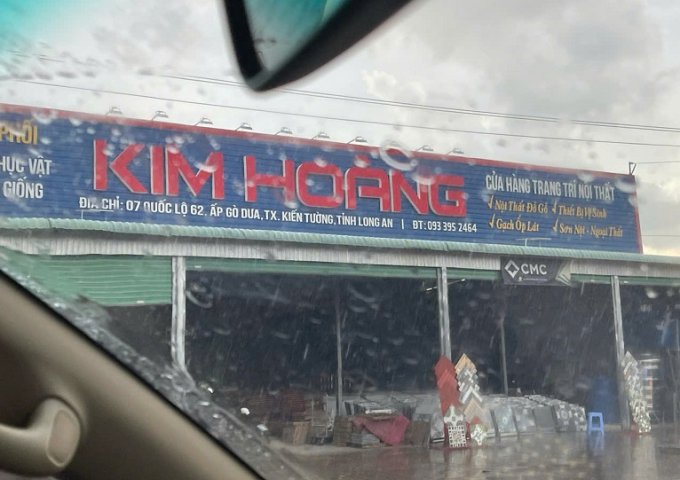 PHỐI
HỤC VẬT
GIỒNG
KIM HOÀNG
ĐỊA CHỈ: 07 QUỐC LỘ 62, ẤP GÒ DƯA, TX. KIẾN TƯỜNG, TỈNH LONG AN | ĐT: 093 395 2464
CỬA HÀNG TRANG TRÍ NỘI THẤT
✓ Nội Thất Đồ Gỗ ✓ Thiết Bị Vệ Sinh
✓ Gạch Ốp Lát ✓ Sơn Nội - Ngoại Thất
CMC